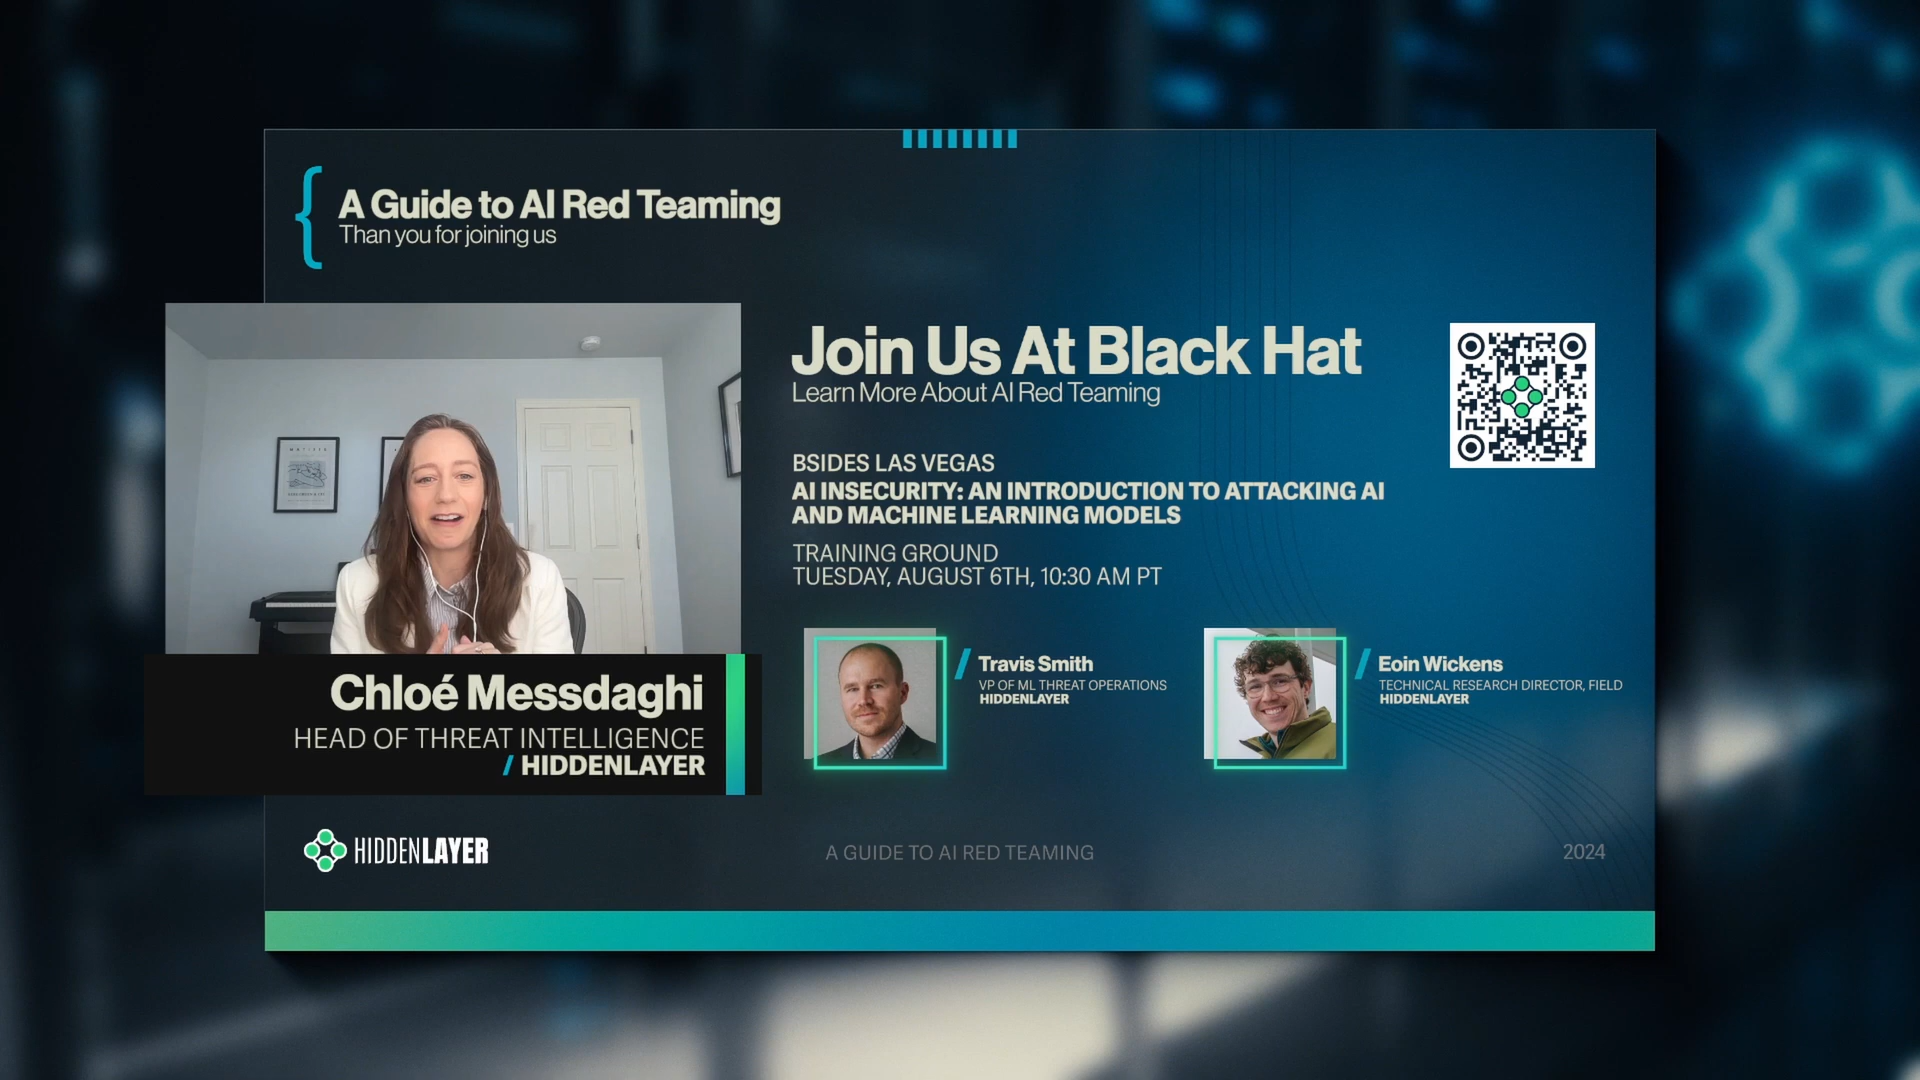 A Guide to AI Red Teaming
Than you for joining us
Join Us At Black Hat
Learn More About AI Red Teaming
BSIDES LAS VEGAS
AI INSECURITY: AN INTRODUCTION TO ATTACKING AI
AND MACHINE LEARNING MODELS
TRAINING GROUND
TUESDAY, AUGUST 6TH, 10:30 AM PT
Travis Smith
VP OF ML THREAT OPERATIONS
HIDDENLAYER
Eoin Wickens
TECHNICAL RESEARCH DIRECTOR, FIELD
HIDDENLAYER
Chloé Messdaghi
HEAD OF THREAT INTELLIGENCE
/ HIDDENLAYER
HIDDENLAYER
A GUIDE TO AI RED TEAMING
2024